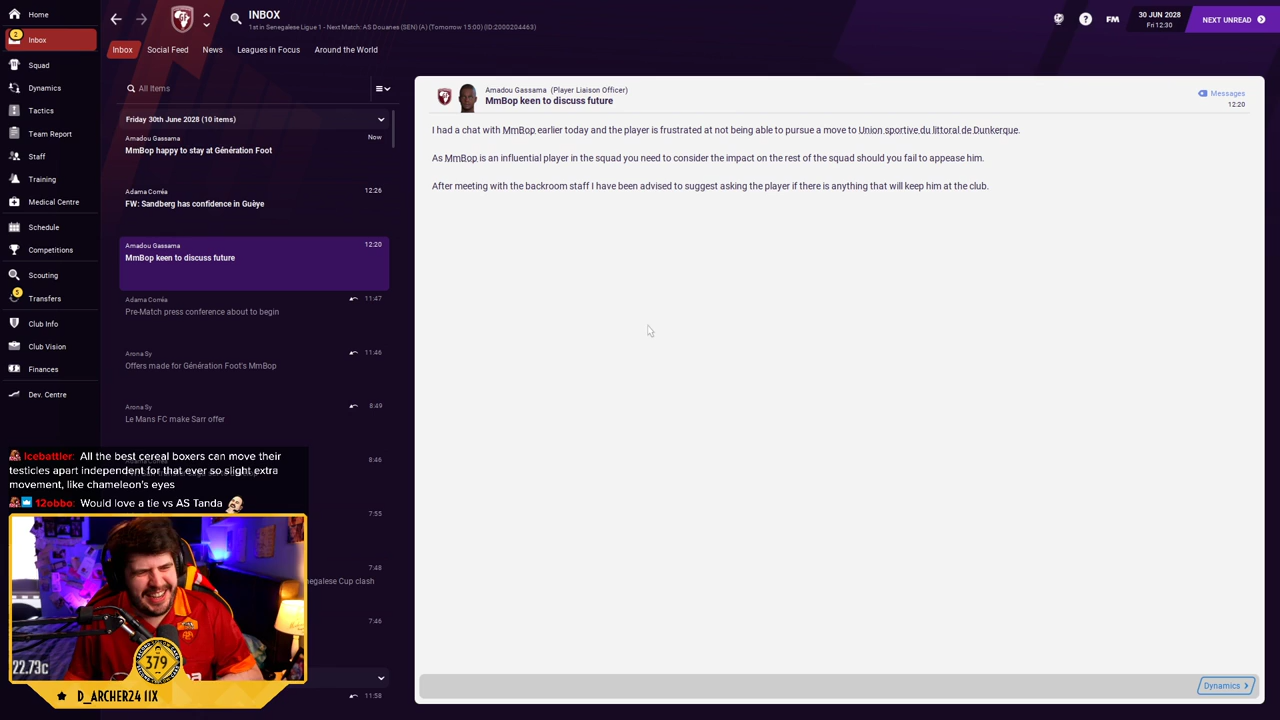 Home
2
Inbox
Squad
Dynamics
Tactics
Team Report
Staff
Training
Medical Centre
Schedule
Competitions
Scouting
5
Transfers
Club Info
Club Vision
Finances
Dev. Centre
INBOX
1st in Senegalese Ligue 1 - Next Match: AS Douanes (SEN) (A) (Tomorrow 15:00) (ID:2000204463)
? FM
30 JUN 2028
Fri 12:30
NEXT UNREAD
Inbox Social Feed News Leagues in Focus Around the World
All Items
Friday 30th June 2028 (10 items)
Amadou Gassama Now
MmBop happy to stay at Génération Foot
Adama Corréa 12:26
FW: Sandberg has confidence in Guèye
Amadou Gassama 12:20
MmBop keen to discuss future
Adama Corréa 11:47
Pre-Match press conference about to begin
Arona Sy 11:46
Offers made for Génération Foot's MmBop
Arona Sy 8:49
Le Mans FC make Sarr offer
8:46
7:55
7:48
negalese Cup clash
7:46
11:58
Amadou Gassama (Player Liaison Officer)
MmBop keen to discuss future
Messages
12:20
I had a chat with MmBop earlier today and the player is frustrated at not being able to pursue a move to Union sportive du littoral de Dunkerque.
As MmBop is an influential player in the squad you need to consider the impact on the rest of the squad should you fail to appease him.
After meeting with the backroom staff I have been advised to suggest asking the player if there is anything that will keep him at the club.
Dynamics
Icebattler: All the best cereal boxers can move their
testicles apart independent for that ever so slight extra
movement, like chameleon's eyes
12obbo: Would love a tie vs AS Tanda
22.73c
379
D_ARCHER24 11X